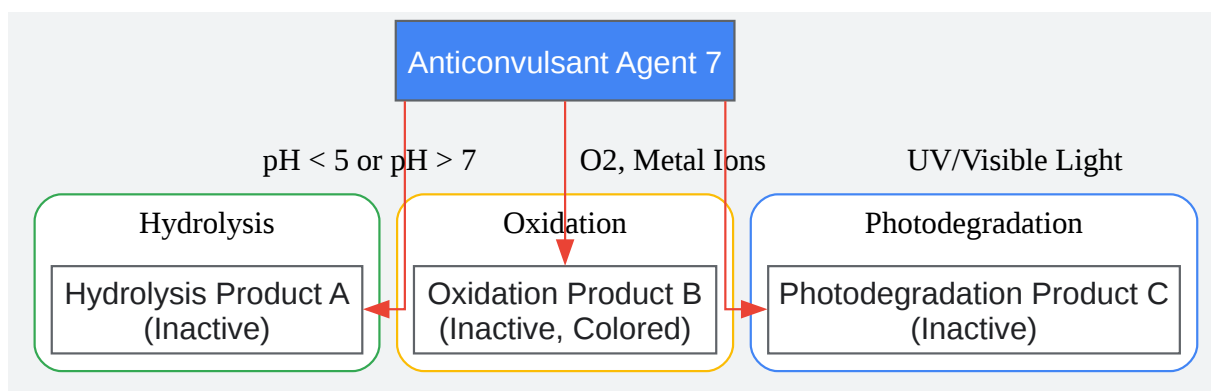 Anticonvulsant Agent 7
pH < 5 or pH > 7
O2, Metal Ions
UV/Visible Light
Hydrolysis
Oxidation
Photodegradation
Hydrolysis Product A
(Inactive)
Oxidation Product B
(Inactive, Colored)
Photodegradation Product C
(Inactive)